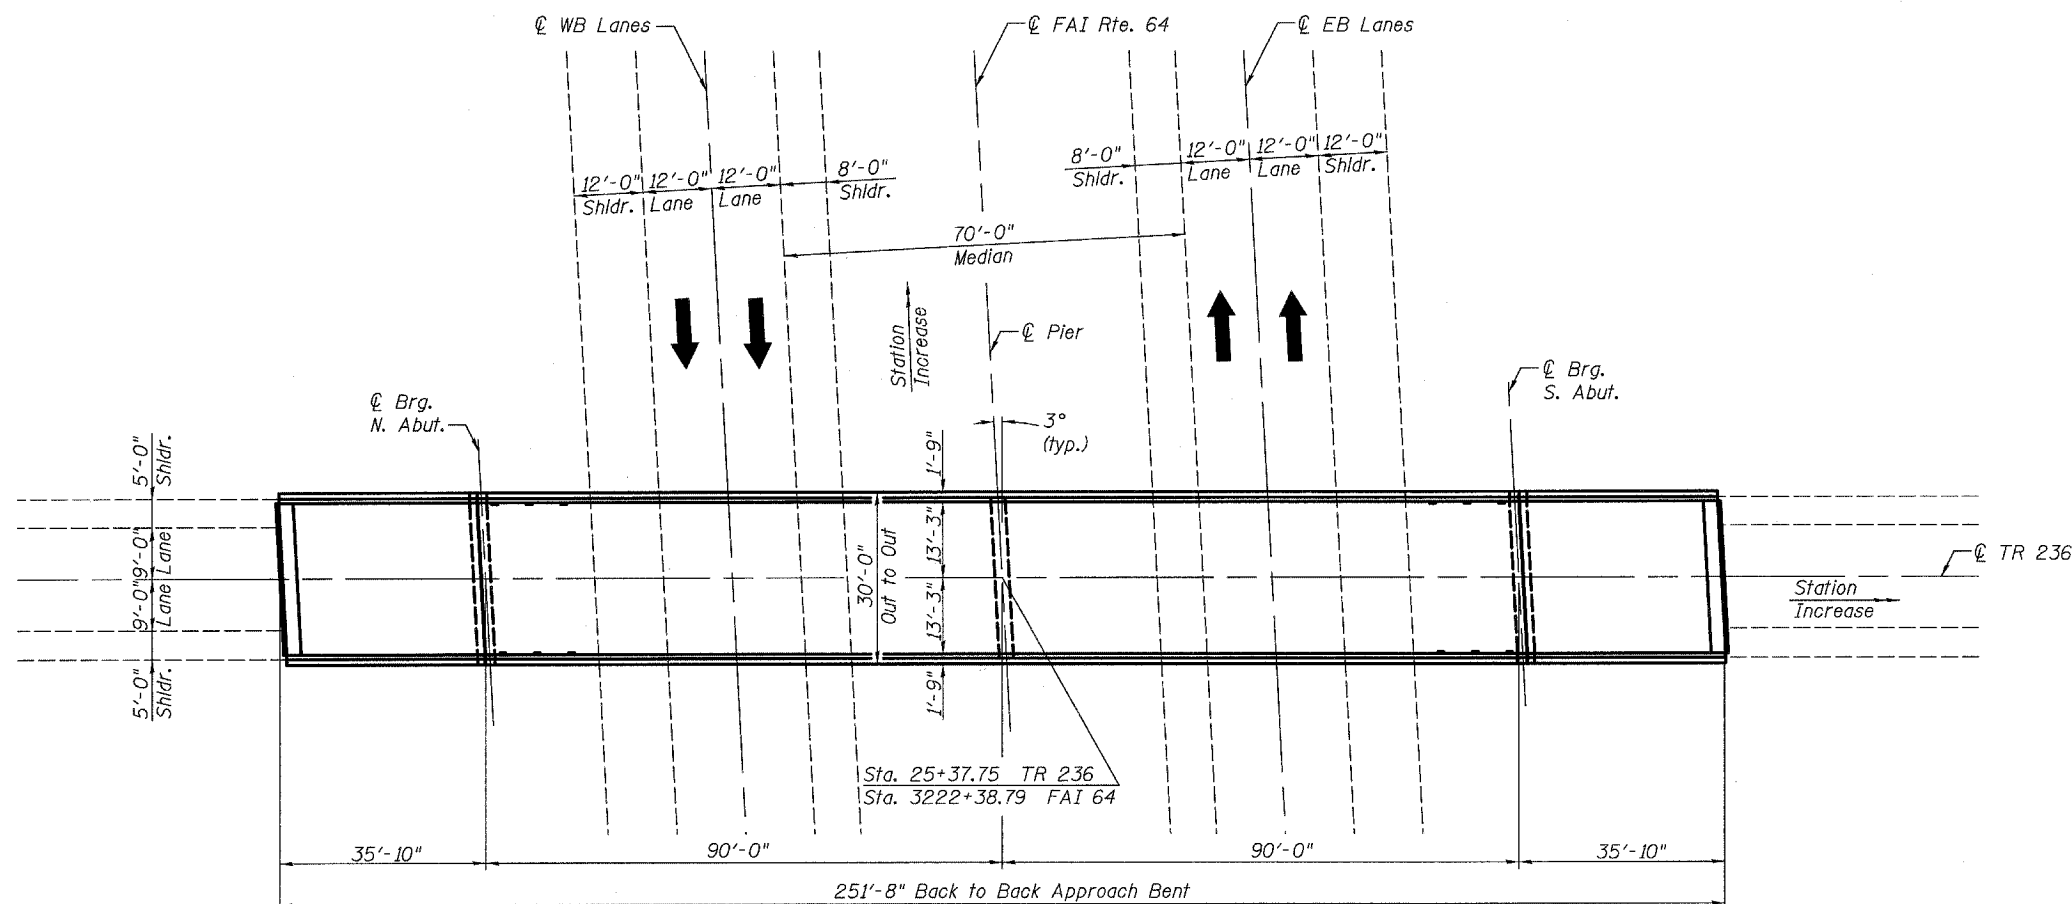 ℄ WB Lanes
℄ FAI Rte. 64
℄ EB Lanes
12'-0"
Shldr.
12'-0"
Lane
12'-0"
Lane
8'-0"
Shldr.
8'-0"
Shldr.
12'-0"
Lane
12'-0"
Lane
12'-0"
Shldr.
70'-0"
Median
Station
Increase
℄ Pier
3°
(typ.)
℄ Brg.
N. Abut.
℄ Brg.
S. Abut.
5'-0"
Shldr.
9'-0"
Lane
9'-0"
Lane
5'-0"
Shldr.
30'-0"
Out to Out
1'-9"
13'-3"
13'-3"
1'-9"
℄ TR 236
Station
Increase
Sta. 25+37.75 TR 236
Sta. 3222+38.79 FAI 64
35'-10"
90'-0"
90'-0"
35'-10"
251'-8" Back to Back Approach Bent